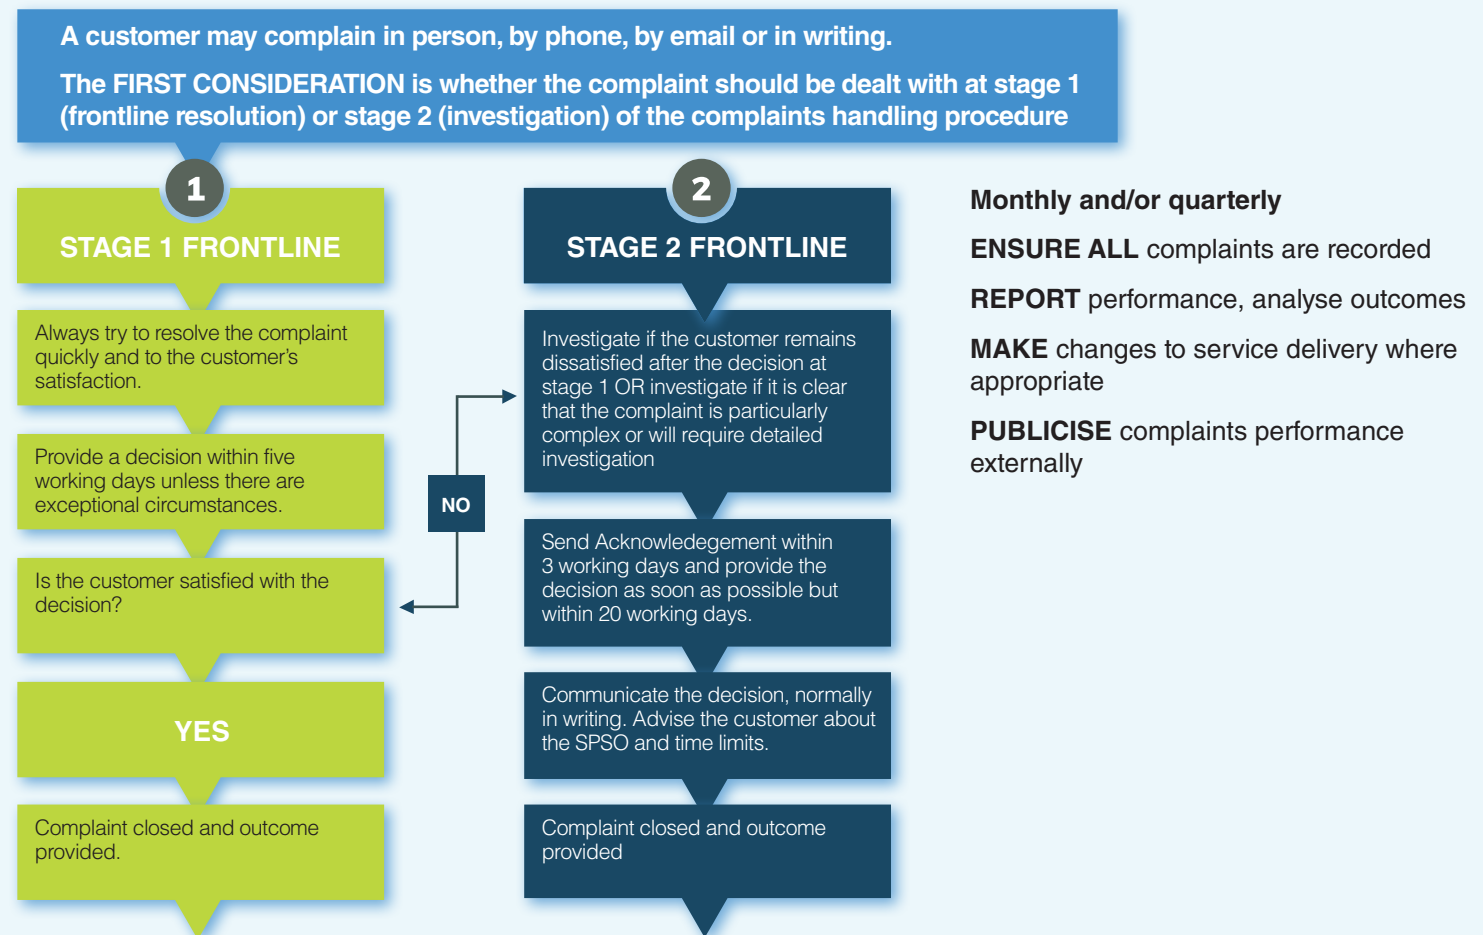 A customer may complain in person, by phone, by email or in writing.
The FIRST CONSIDERATION is whether the complaint should be dealt with at stage 1
(frontline resolution) or stage 2 (investigation) of the complaints handling procedure
1
STAGE 1 FRONTLINE
Always try to resolve the complaint
quickly and to the customer’s
satisfaction.
Provide a decision within five
working days unless there are
exceptional circumstances.
Is the customer satisfied with the
decision?
YES
Complaint closed and outcome
provided.
NO
2
STAGE 2 FRONTLINE
Investigate if the customer remains
dissatisfied after the decision at
stage 1 OR investigate if it is clear
that the complaint is particularly
complex or will require detailed
investigation
Send Acknowledegement within
3 working days and provide the
decision as soon as possible but
within 20 working days.
Communicate the decision, normally
in writing. Advise the customer about
the SPSO and time limits.
Complaint closed and outcome
provided
Monthly and/or quarterly
ENSURE ALL complaints are recorded
REPORT performance, analyse outcomes
MAKE changes to service delivery where
appropriate
PUBLICISE complaints performance
externally